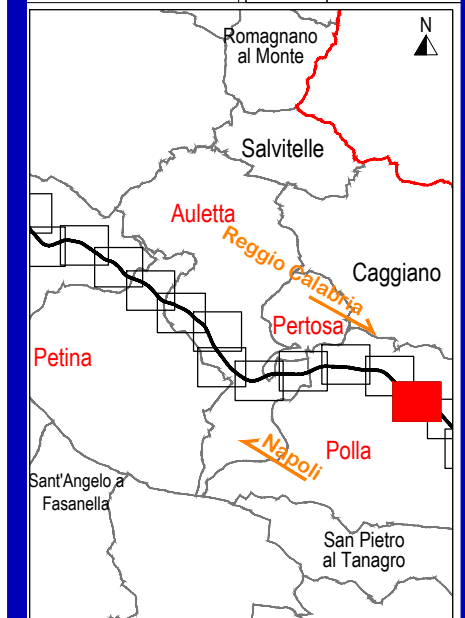 Romagnano
al Monte
N
Salvitelle
Auletta
Reggio Calabria
Caggiano
Pertosa
Petina
Napoli
Polla
Sant'Angelo a
Fasanella
San Pietro
al Tanagro